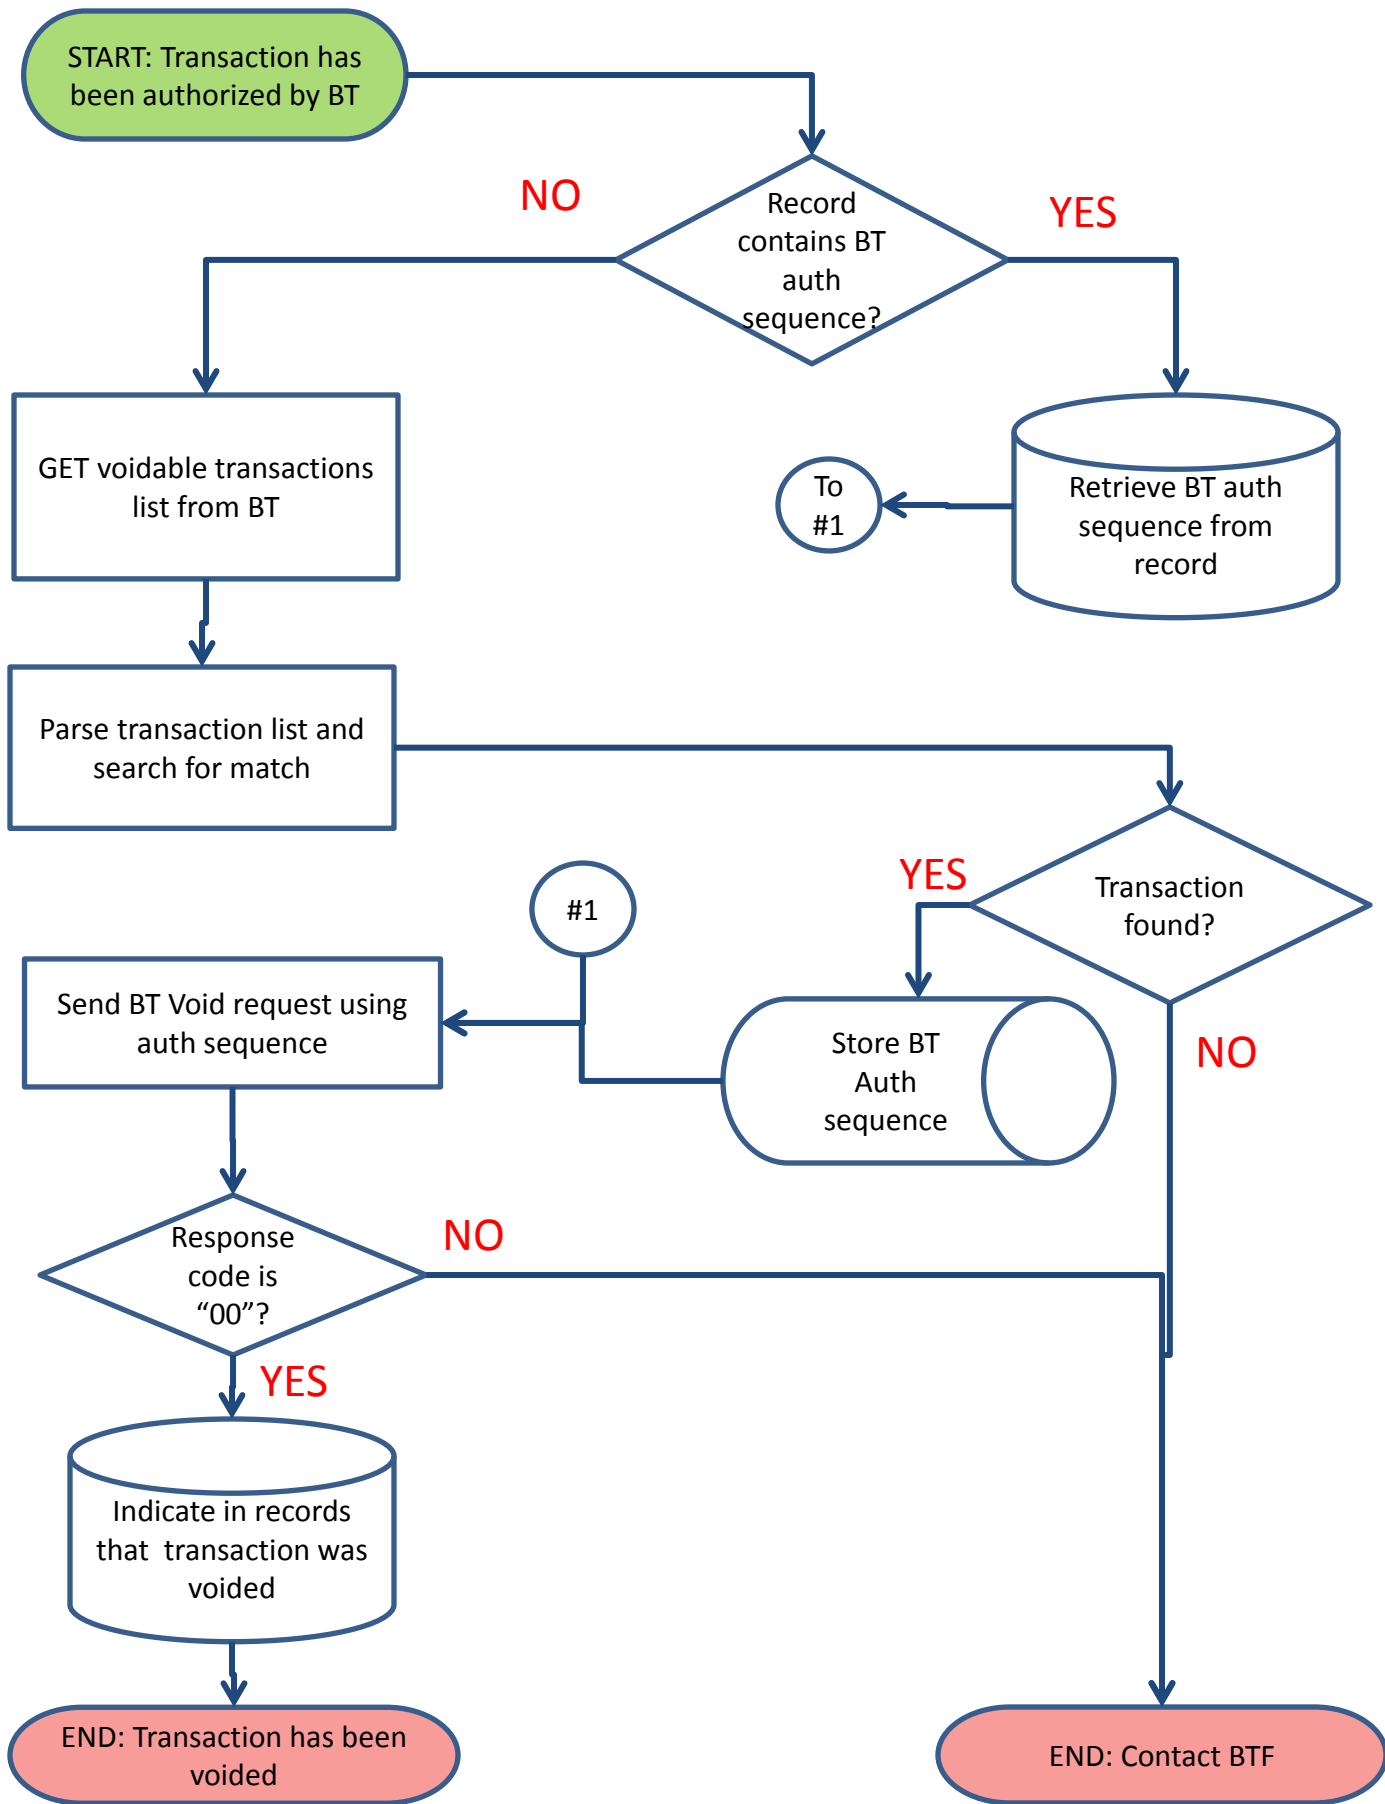 START: Transaction has
been authorized by BT
NO
Record
contains BT
auth
sequence?
YES
GET voidable transactions
list from BT
To
#1
Retrieve BT auth
sequence from
record
Parse transaction list and
search for match
YES
Transaction
found?
#1
Send BT Void request using
auth sequence
Store BT
Auth
sequence
NO
Response
code is
“00”?
NO
YES
Indicate in records
that  transaction was
voided
END: Transaction has been
voided
END: Contact BTF